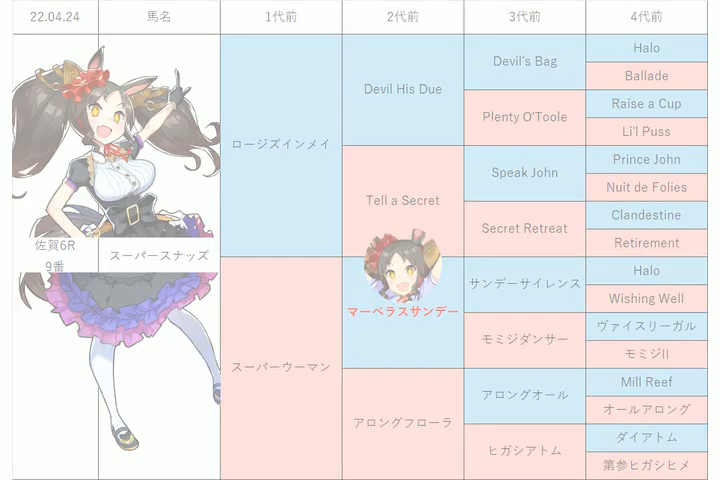 22.04.24
馬名
1代前
2代前
3代前
4代前
佐賀6R
9番
スーパースナッズ
ロージズインメイ
スーパーウーマン
Devil His Due
Tell a Secret
マーベラスサンデー
アロングフローラ
Devil's Bag
Plenty O'Toole
Speak John
Secret Retreat
サンデーサイレンス
モミジダンサー
アロングオール
ヒガシアトム
Halo
Ballade
Raise a Cup
Li'l Puss
Prince John
Nuit de Folies
Clandestine
Retirement
Halo
Wishing Well
ヴァイスリーガル
モミジII
Mill Reef
オールアロング
ダイアトム
第参ヒガシヒメ